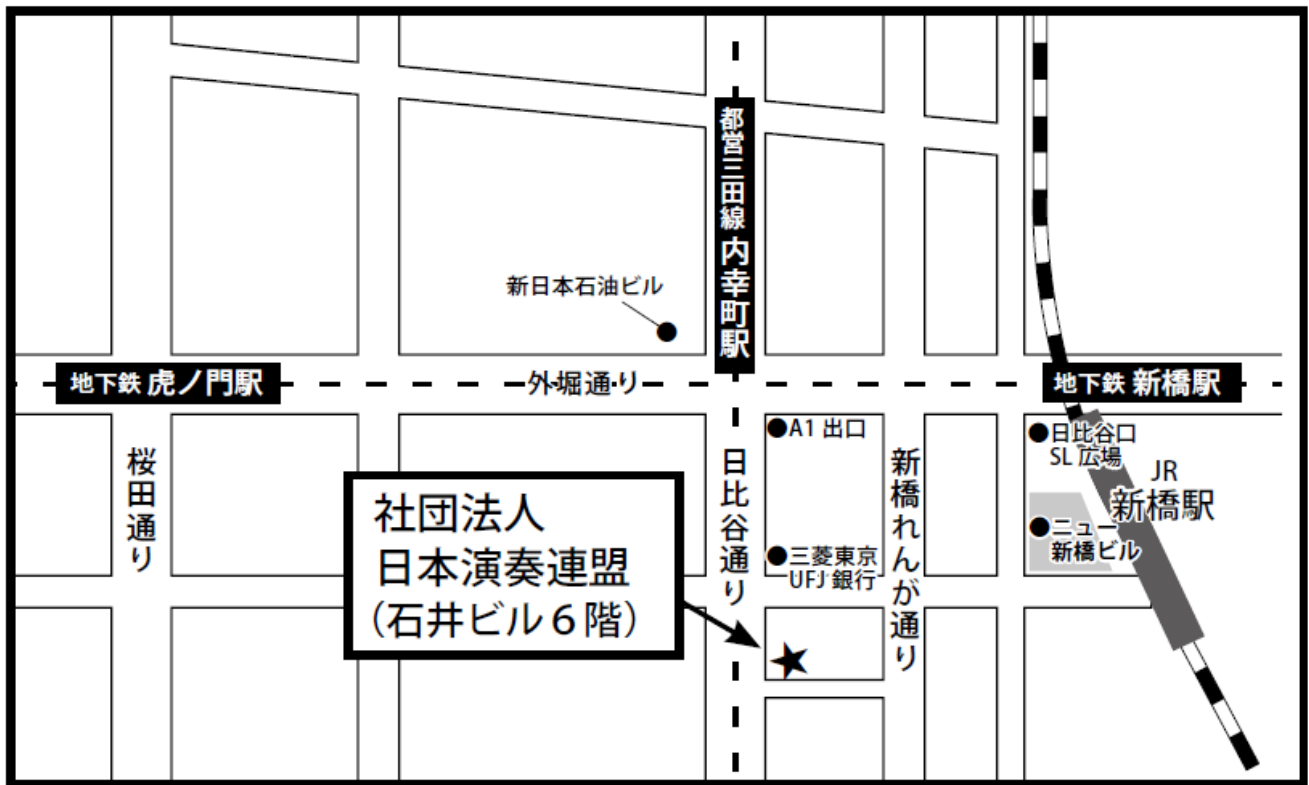 都営三田線 内幸町駅
新日本石油ビル
地下鉄 虎ノ門駅
外堀通り
地下鉄 新橋駅
桜田通り
社団法人
日本演奏連盟
（石井ビル６階）
日比谷通り
●A1 出口
●三菱東京
UFJ 銀行
新橋れんが通り
●日比谷口
SL 広場
JR
新橋駅
●ニュー
新橋ビル